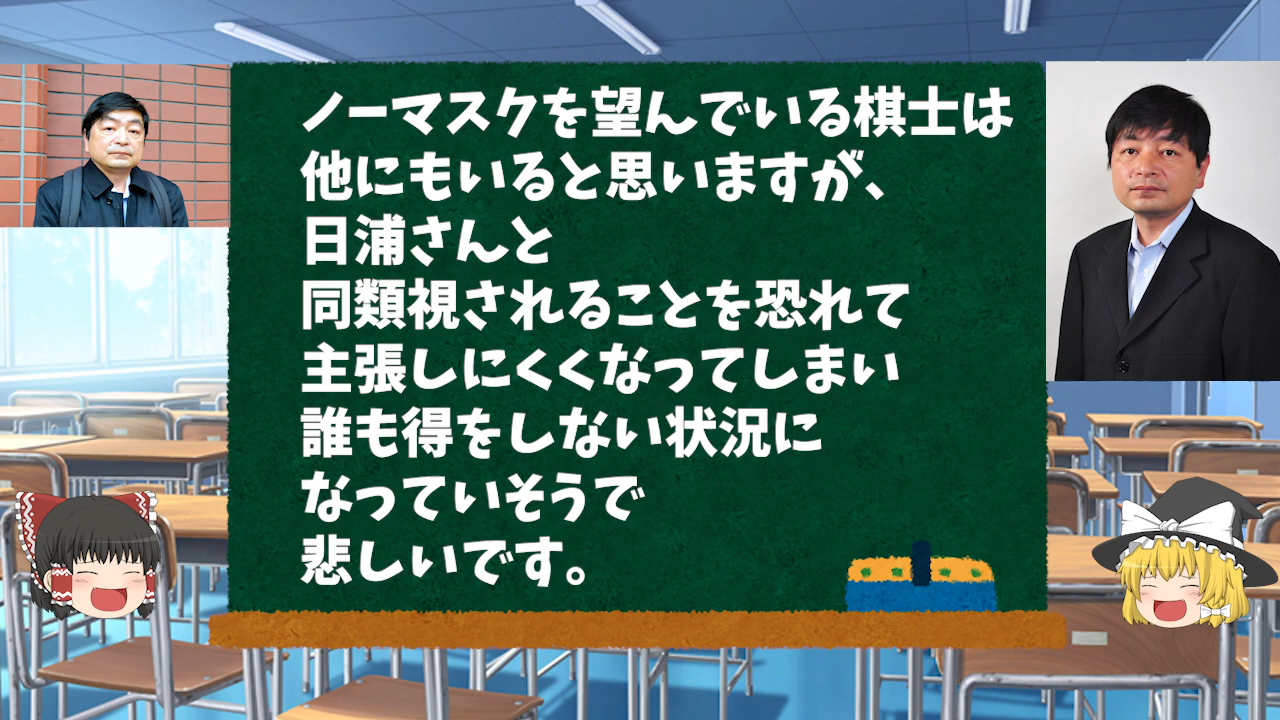 ノーマスクを望んでいる棋士は
他にもいると思いますが、
日浦さんと
同類視されることを恐れて
主張しにくくなってしまい
誰も得をしない状況に
なっていそうで
悲しいです。